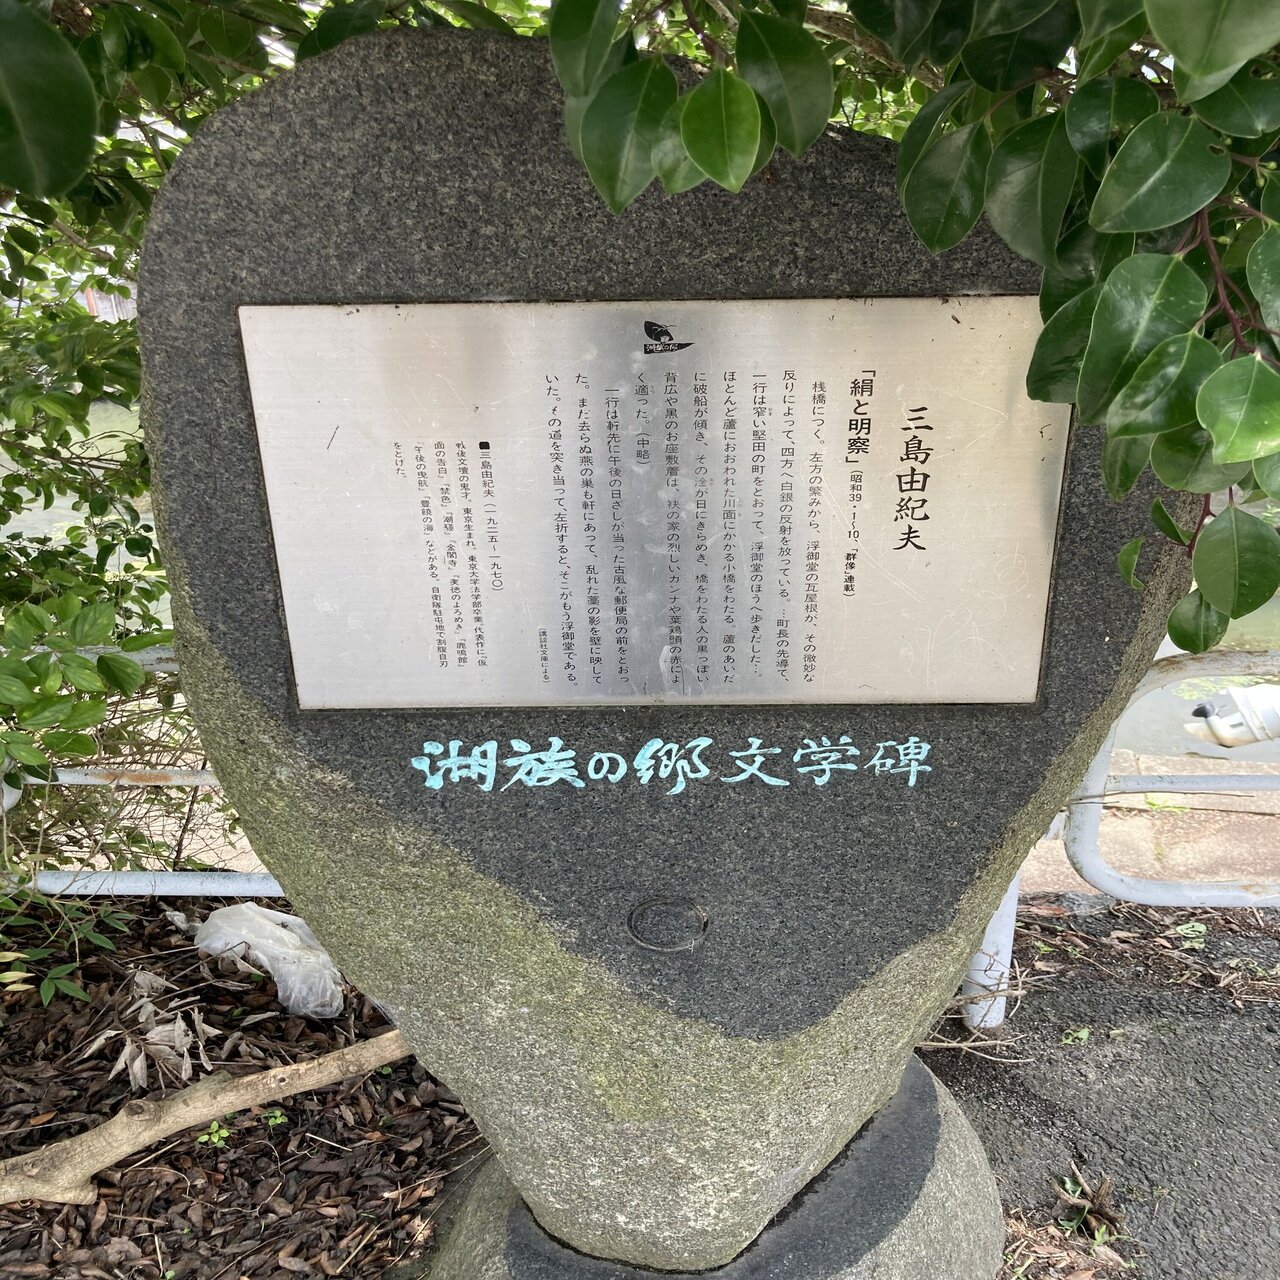 湖族の郷
三島由紀夫
「絹と明察」(昭和39・1〜10、「群像」連載)
桟橋につく。左方の繁みから、浮御堂の瓦屋根が、その微妙な
反りによって、四方へ白銀の反射を放っている。…町長の先導で、
一行は窄い堅田の町をとおって、浮御堂のほうへ歩きだした…。
ほとんど蘆におおわれた川面にかかる小橋をわたる。蘆のあいだ
に破船が傾き、その淦が日にきらめき、橋をわたる人の黒っぽい
背広や黒のお座敷着は、袂の家の烈しいカンナや葉鶏頭の赤によ
く適った。(中略)
一行は軒先に午後の日ざしが当った古風な郵便局の前をとおっ
た。まだ去らぬ燕の巣も軒にあって、乱れた藁の影を壁に映して
いた。その道を突き当って、左折すると、そこがもう浮御堂である。
(講談社文庫による)
■三島由紀夫(一九二五〜一九七〇)
戦後文壇の鬼才。東京生まれ。東京大学法学部卒業。代表作に「仮
面の告白」「禁色」「潮騒」「金閣寺」「美徳のよろめき」「鹿鳴館」
「午後の曳航」「豊饒の海」などがある。自衛隊駐屯地で割腹自刃
をとげた。
湖族の郷文学碑